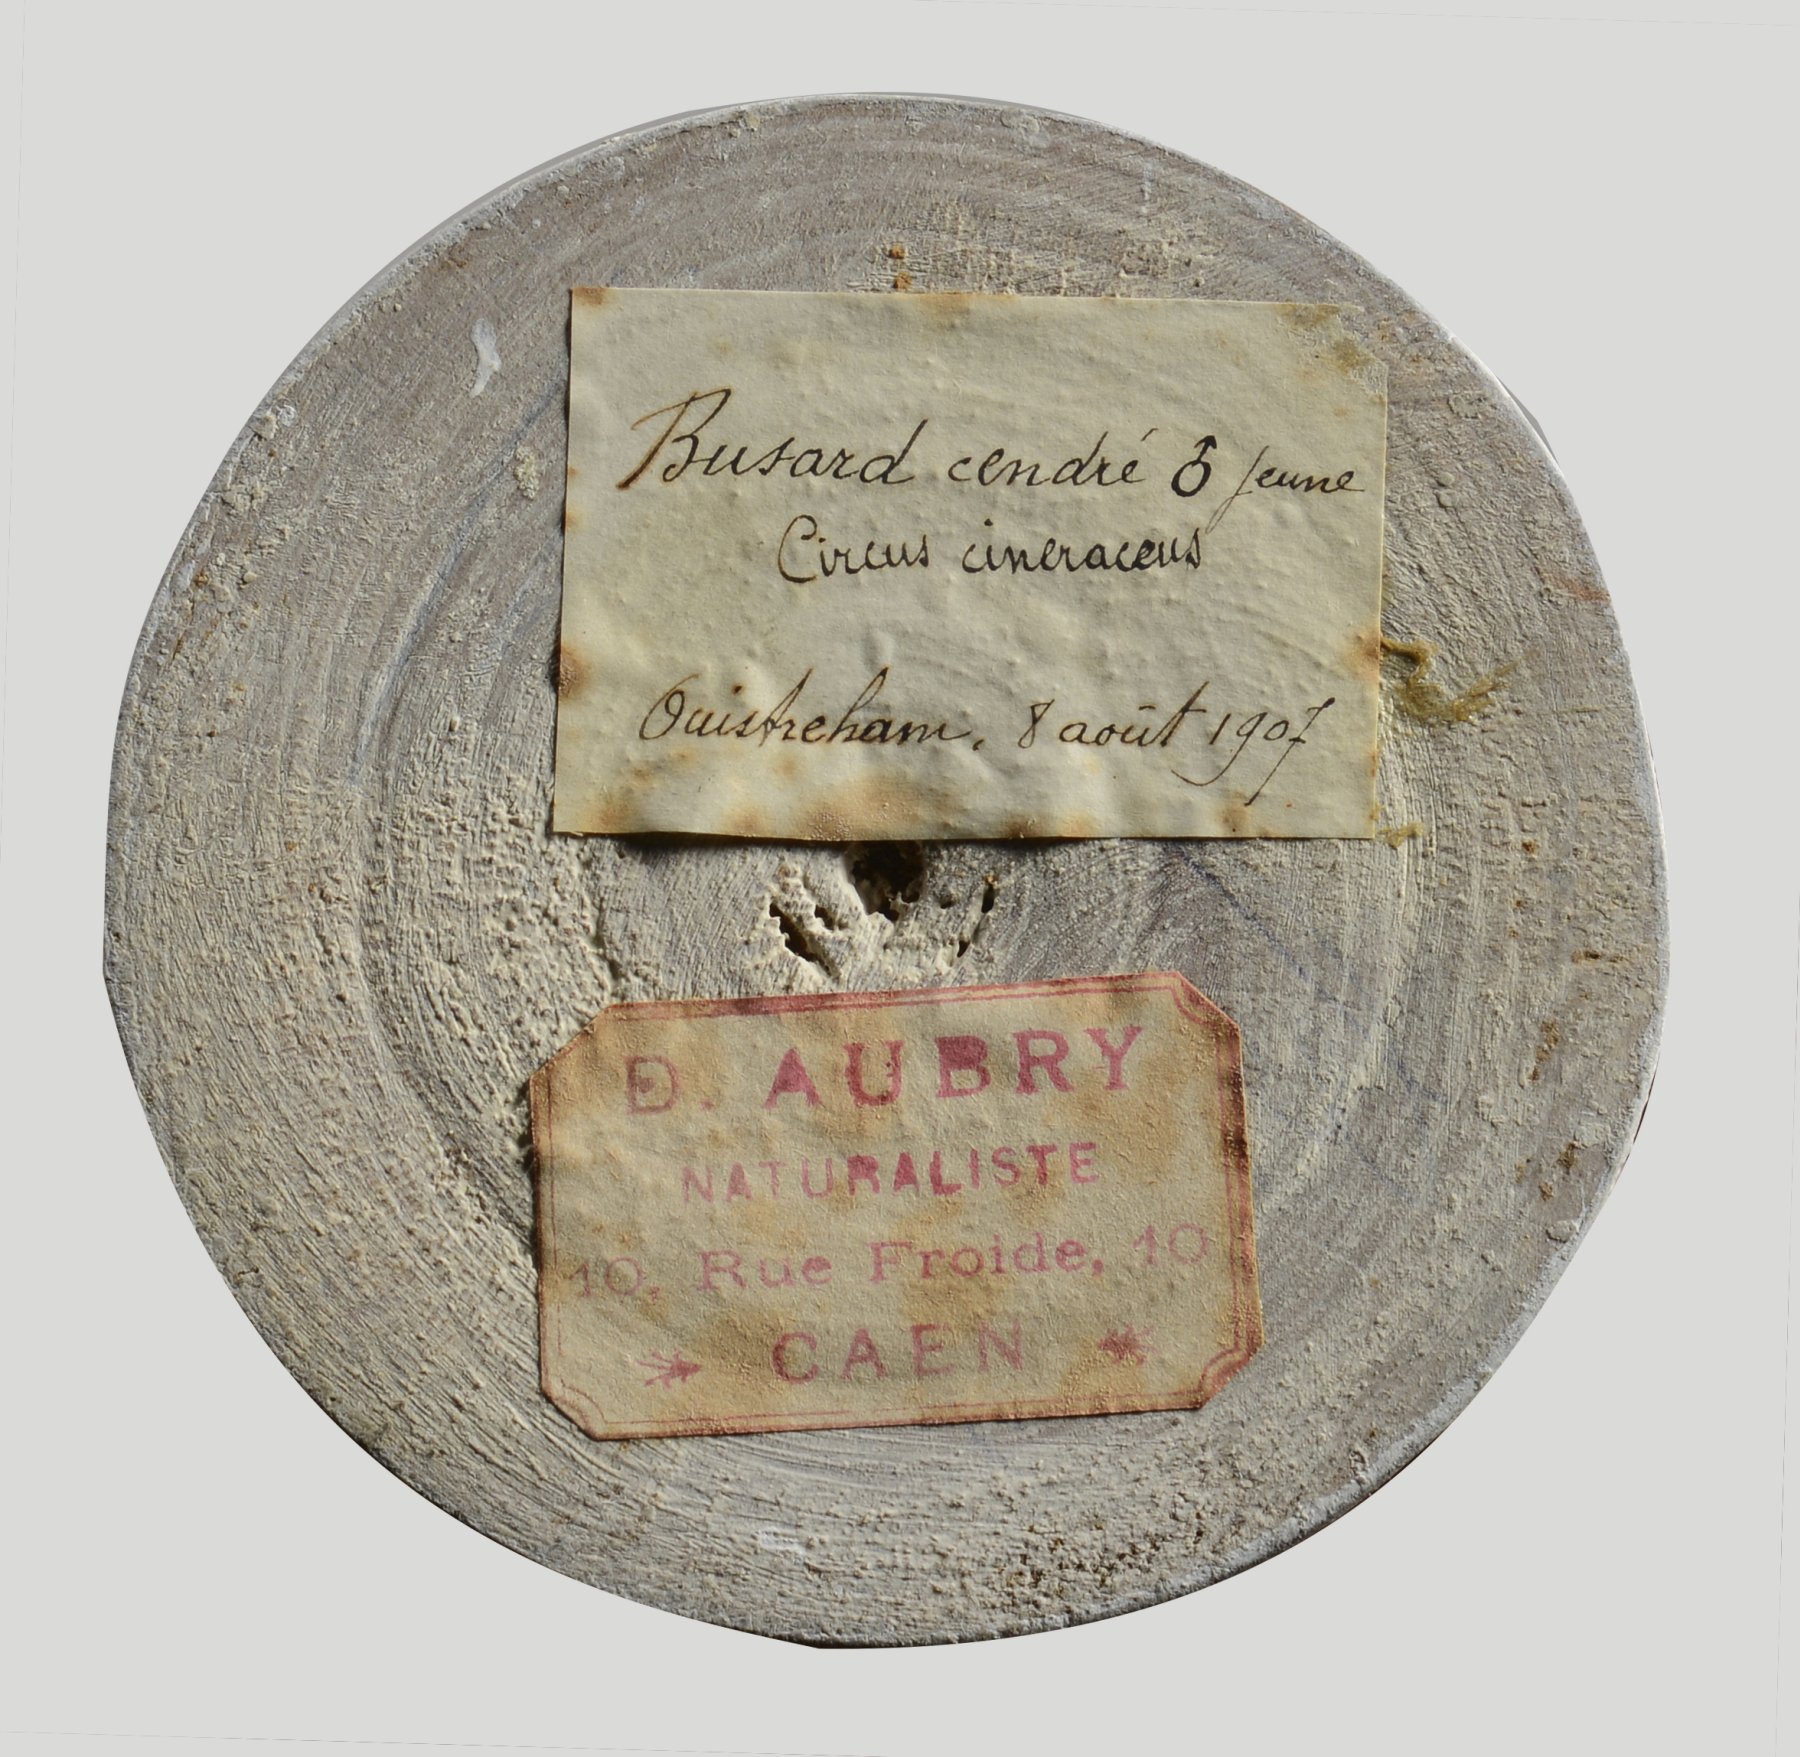 Busard cendré ♂ jeune
Circus cineraceus
Ouistreham, 8 août 1907
D. AUBRY
NATURALISTE
10, Rue Froide, 10
CAEN